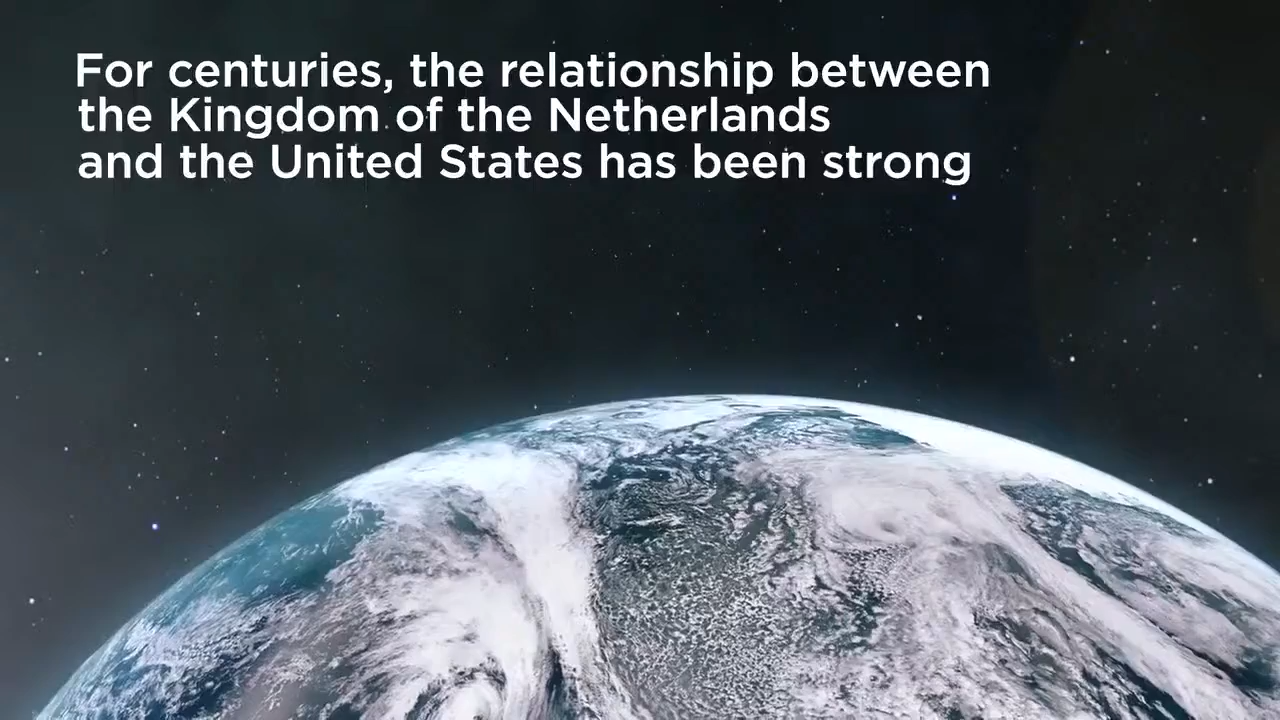 For centuries, the relationship between
the Kingdom of the Netherlands
and the United States has been strong